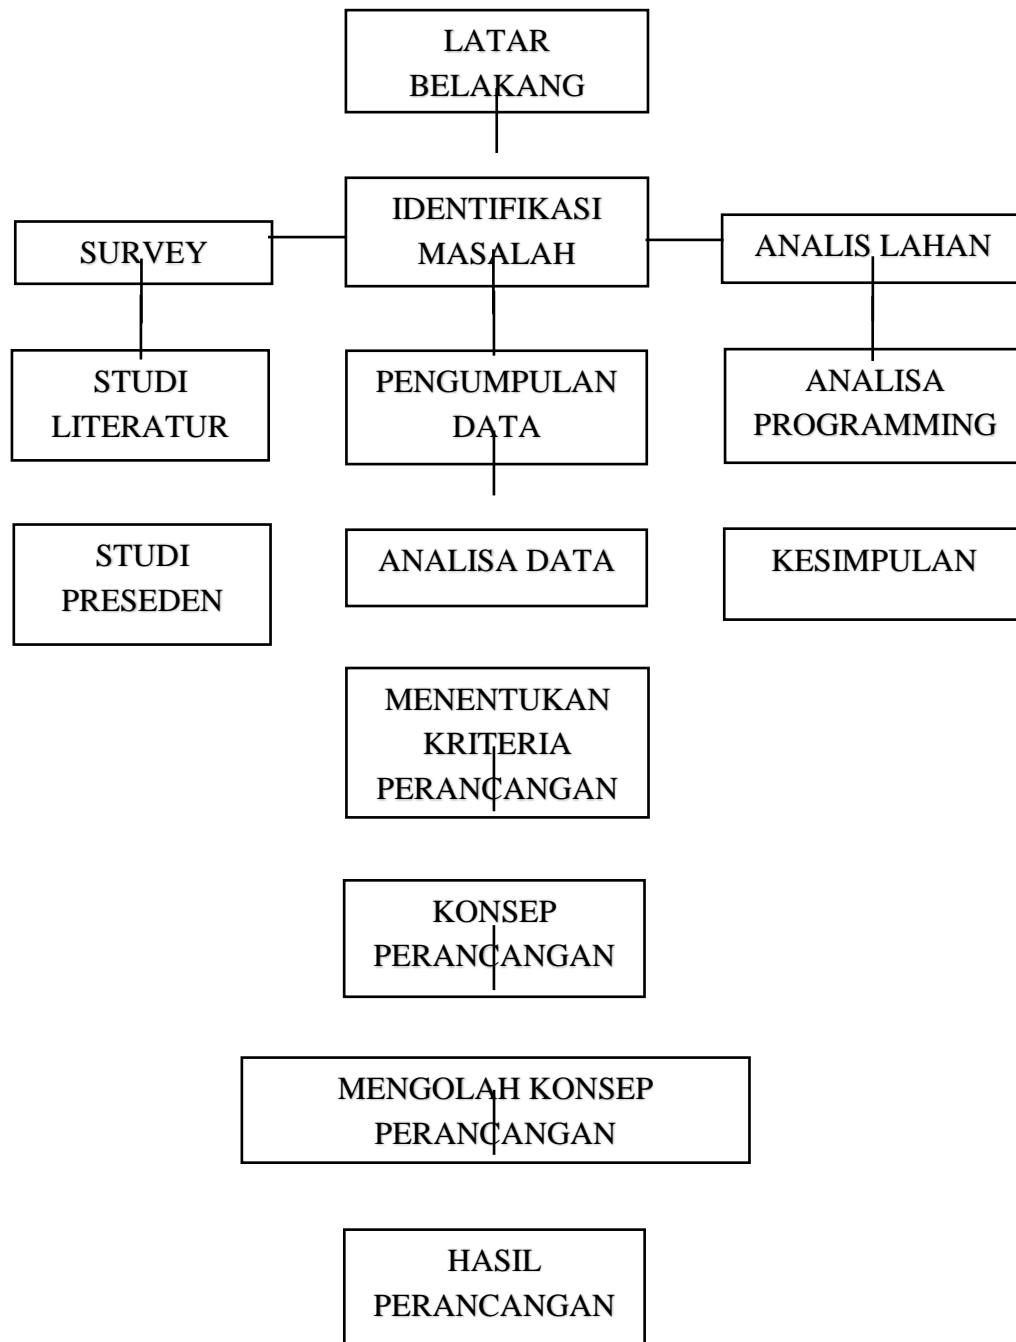 LATAR
BELAKANG
IDENTIFIKASI
MASALAH
SURVEY
ANALIS LAHAN
STUDI
LITERATUR
PENGUMPULAN
DATA
ANALISA
PROGRAMMING
STUDI
PRESEDEN
ANALISA DATA
KESIMPULAN
MENENTUKAN
KRITERIA
PERANCANGAN
KONSEP
PERANCANGAN
MENGOLAH KONSEP
PERANCANGAN
HASIL
PERANCANGAN